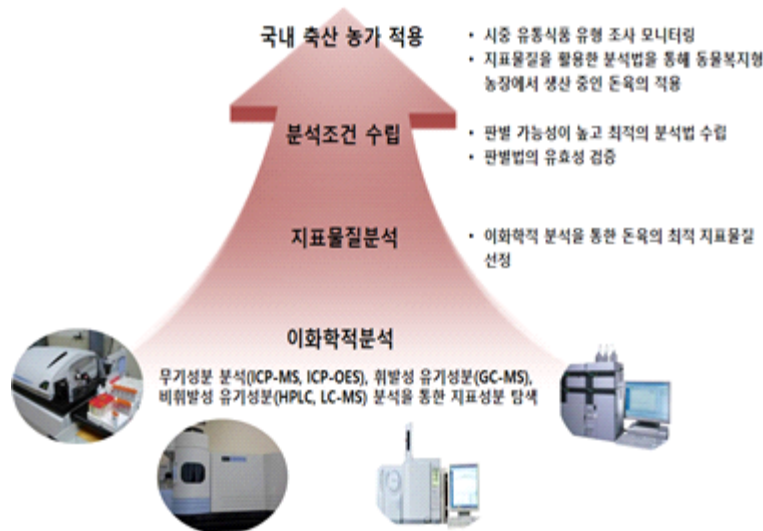 국내 축산 농가 적용
• 시중 유통식품 유형 조사 모니터링
• 지표물질을 활용한 분석법을 통해 동물복지형
농장에서 생산 중인 돈육의 적용
분석조건 수립
• 판별 가능성이 높고 최적의 분석법 수립
• 판별법의 유효성 검증
지표물질분석
• 이화학적 분석을 통한 돈육의 최적 지표물질
선정
이화학적분석
무기성분 분석(ICP-MS, ICP-OES), 휘발성 유기성분(GC-MS),
비휘발성 유기성분(HPLC, LC-MS) 분석을 통한 지표성분 탐색